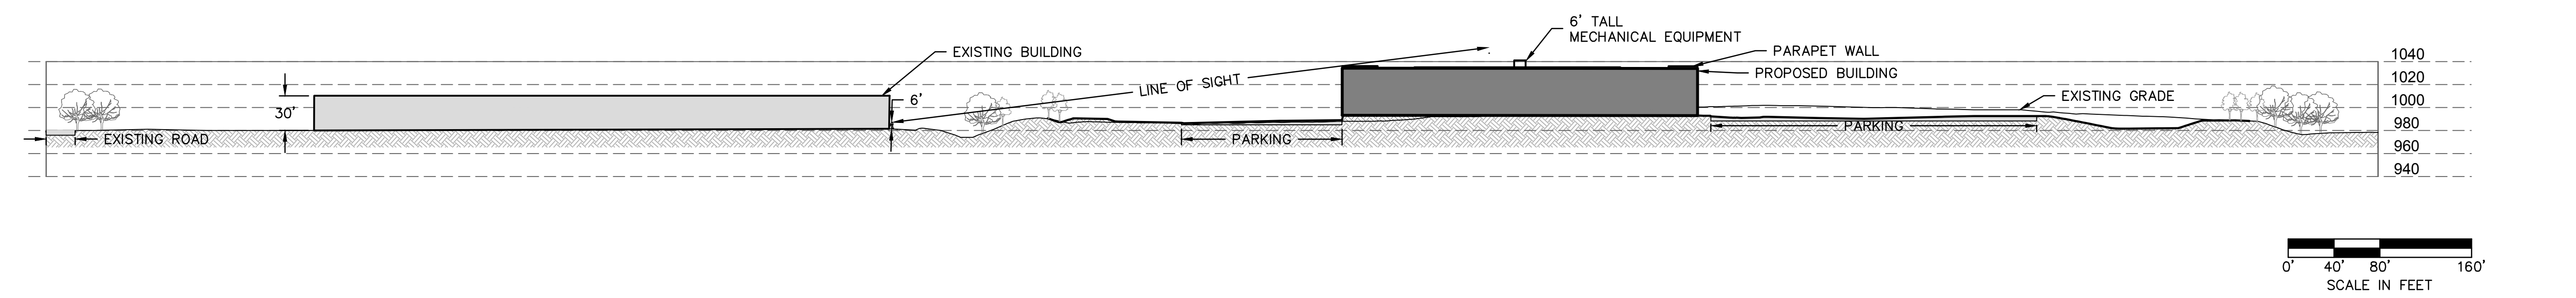 6' TALL
MECHANICAL EQUIPMENT
EXISTING BUILDING
PARAPET WALL
1040
LINE OF SIGHT
PROPOSED BUILDING
1020
6'
EXISTING GRADE
1000
30'
980
EXISTING ROAD
PARKING
PARKING
960
940
0' 40' 80' 160'
SCALE IN FEET